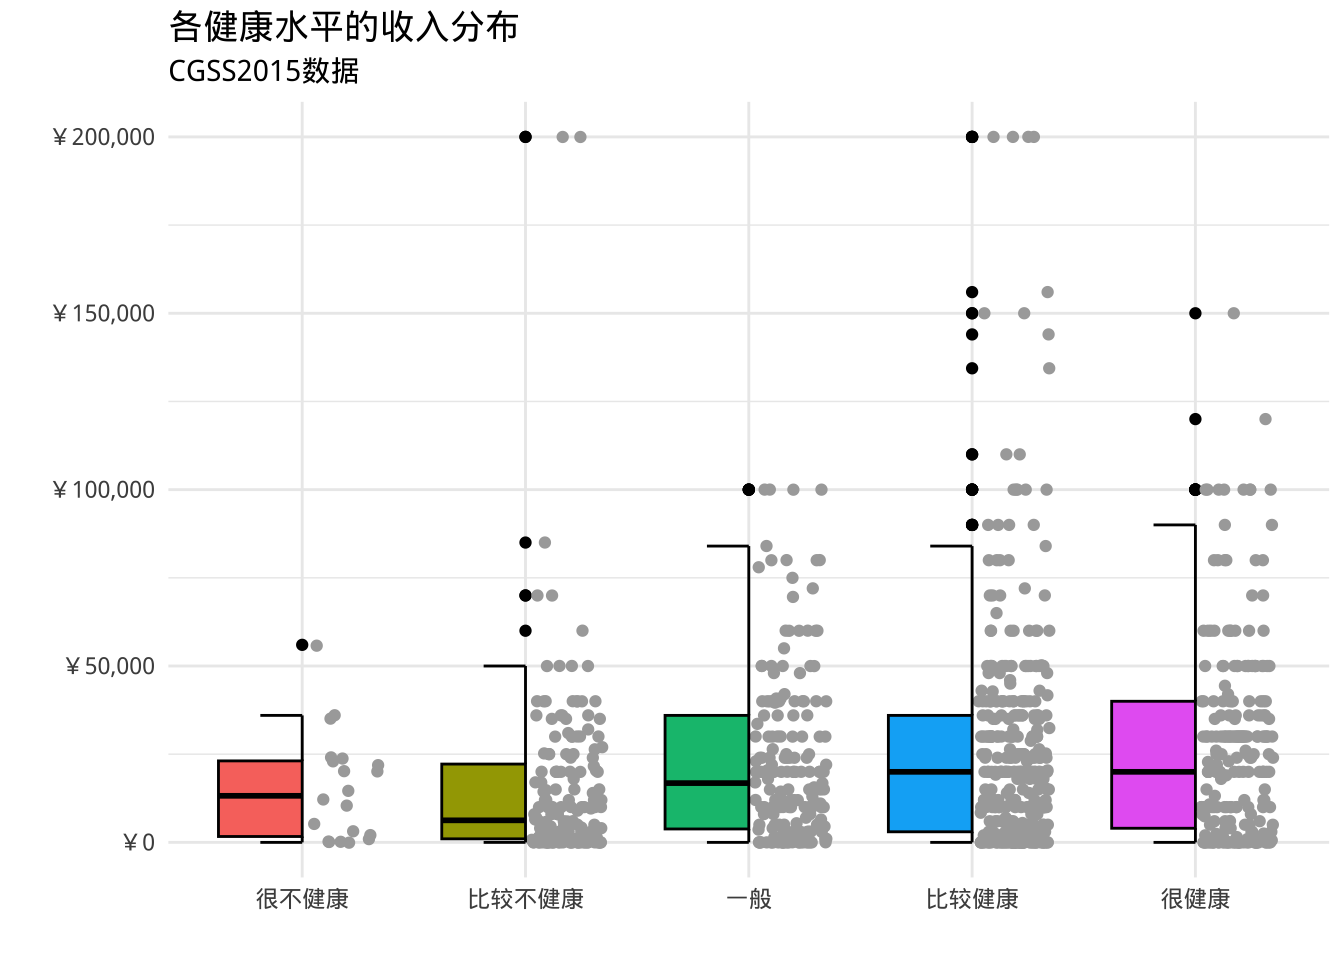 各健康水平的收入分布
CGSS2015数据
￥200,000
￥150,000
￥100,000
￥50,000
￥0
很不健康
比较不健康
一般
比较健康
很健康